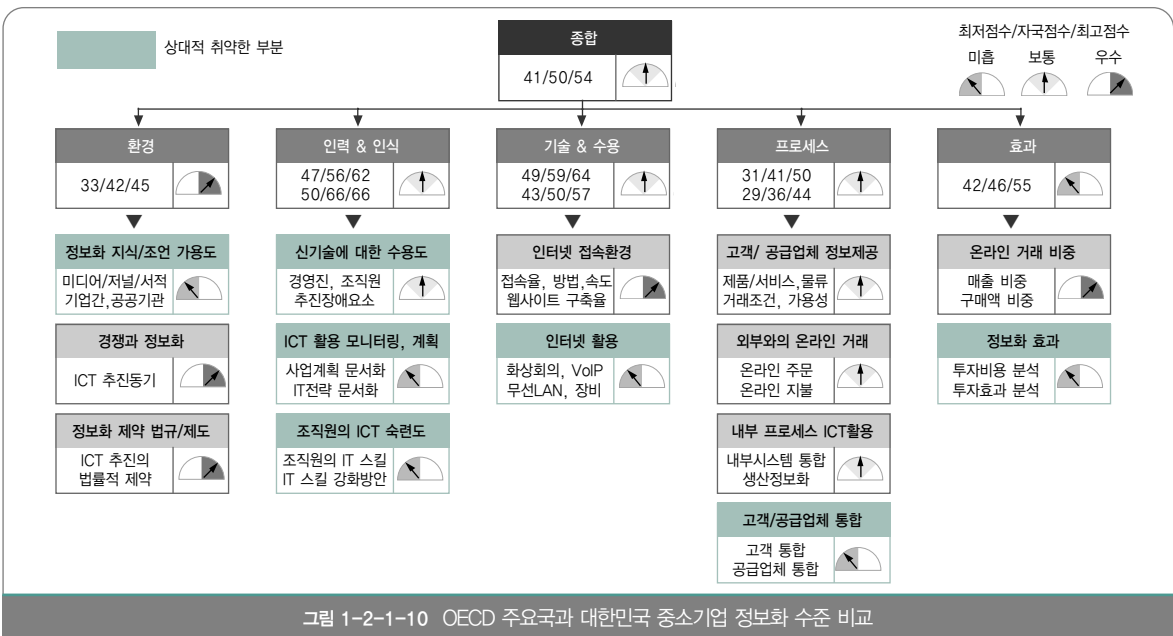 상대적 취약한 부분
종합
41/50/54
최저점수/자국점수/최고점수
미흡
보통
우수
환경
33/42/45
인력 & 인식
47/56/62
50/66/66
기술 & 수용
49/59/64
43/50/57
프로세스
31/41/50
29/36/44
효과
42/46/55
정보화 지식/조언 가용도
미디어/저널/서적
기업간,공공기관
경쟁과 정보화
ICT 추진동기
정보화 제약 법규/제도
ICT 추진의
법률적 제약
신기술에 대한 수용도
경영진, 조직원
추진장애요소
ICT 활용 모니터링, 계획
사업계획 문서화
IT전략 문서화
조직원의 ICT 숙련도
조직원의 IT 스킬
IT 스킬 강화방안
인터넷 접속환경
접속율, 방법,속도
웹사이트 구축율
인터넷 활용
화상회의, VoIP
무선LAN, 장비
고객/ 공급업체 정보제공
제품/서비스,물류
거래조건, 가용성
외부와의 온라인 거래
온라인 주문
온라인 지불
내부 프로세스 ICT활용
내부시스템 통합
생산정보화
고객/공급업체 통합
고객 통합
공급업체 통합
온라인 거래 비중
매출 비중
구매액 비중
정보화 효과
투자비용 분석
투자효과 분석
그림 1-2-1-10 OECD 주요국과 대한민국 중소기업 정보화 수준 비교